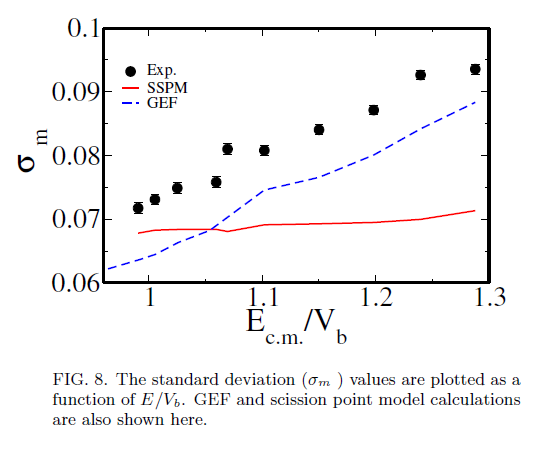 0.1
0.09
0.08
0.07
0.06
σ m
Exp.
SSPM
GEF
1 1.1 1.2 1.3
E c.m./V b
FIG. 8. The standard deviation (σm ) values are plotted as a
function of E/Vb. GEF and scission point model calculations
are also shown here.